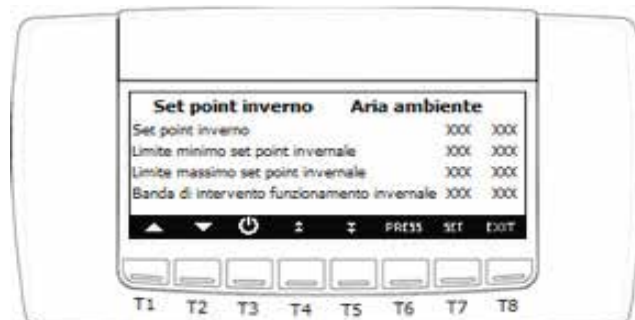 Set point inverno Aria ambiente
Set point inverno XXX XXX
Limite minimo set point invernale XXX XXX
Limite massimo set point invernale XXX XXX
Banda di intervento funzionamento invernale XXX XXX
PRESS SET EXIT
T1 T2 T3 T4 T5 T6 T7 T8